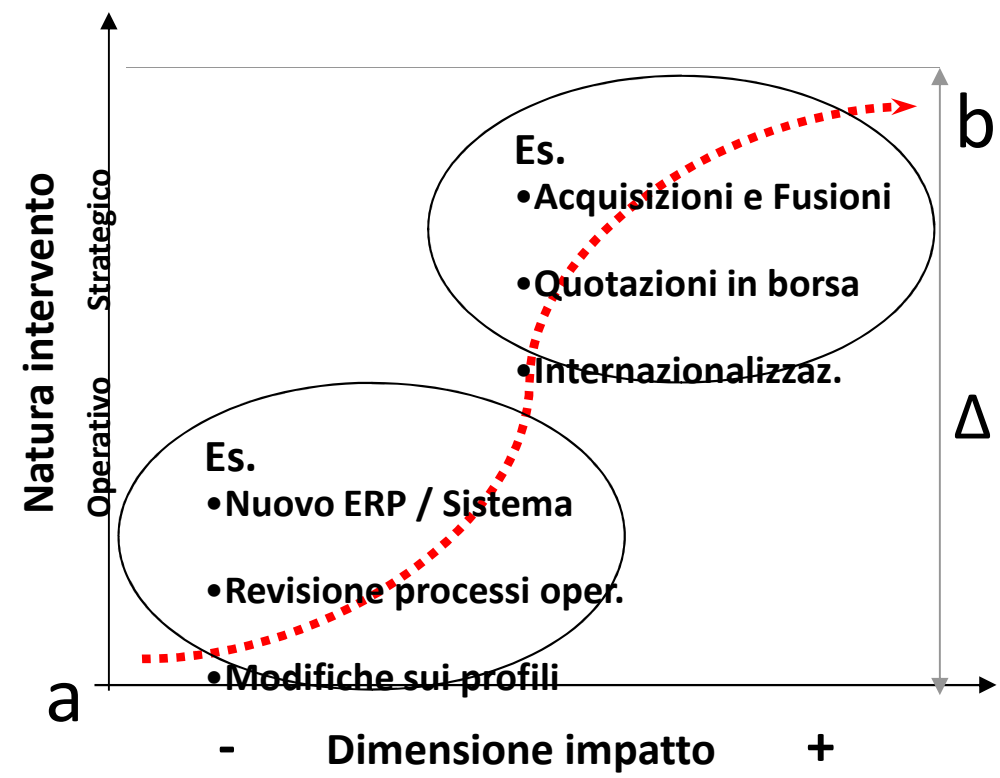 b
Es.
•Acquisizioni e Fusioni
•Quotazioni in borsa
•Internazionalizzaz.
Natura intervento
Strategico
Operativo
Δ
Es.
•Nuovo ERP / Sistema
•Revisione processi oper.
•Modifiche sui profili
a
- Dimensione impatto +